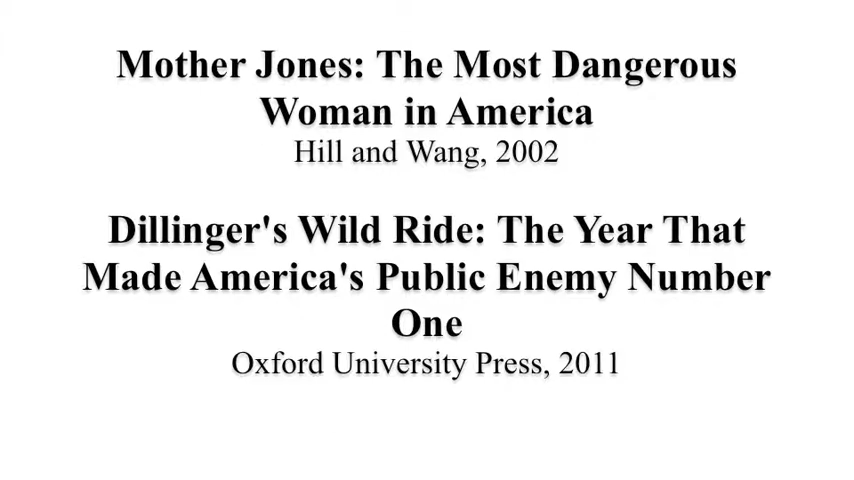 Mother Jones: The Most Dangerous
Woman in America
Hill and Wang, 2002
Dillinger's Wild Ride: The Year That
Made America's Public Enemy Number
One
Oxford University Press, 2011